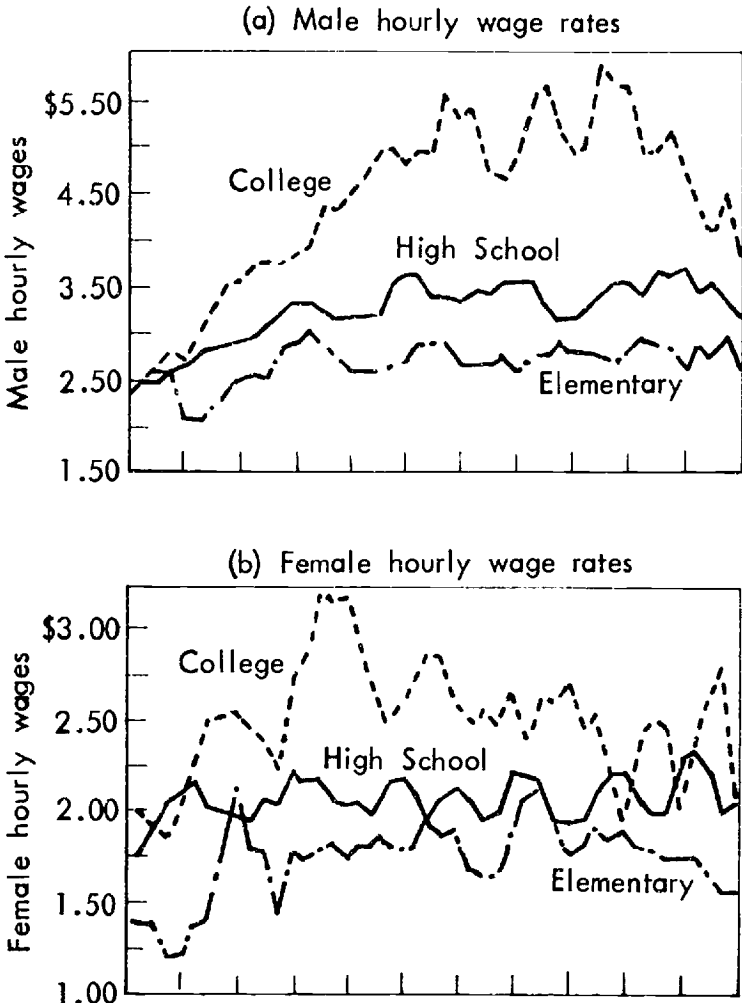 (a) Male hourly wage rates
Male hourly wages
$5.50
4.50
3.50
2.50
1.50
College
High School
Elementary
(b) Female hourly wage rates
Female hourly wages
$3.00
2.50
2.00
1.50
1.00
College
High School
Elementary